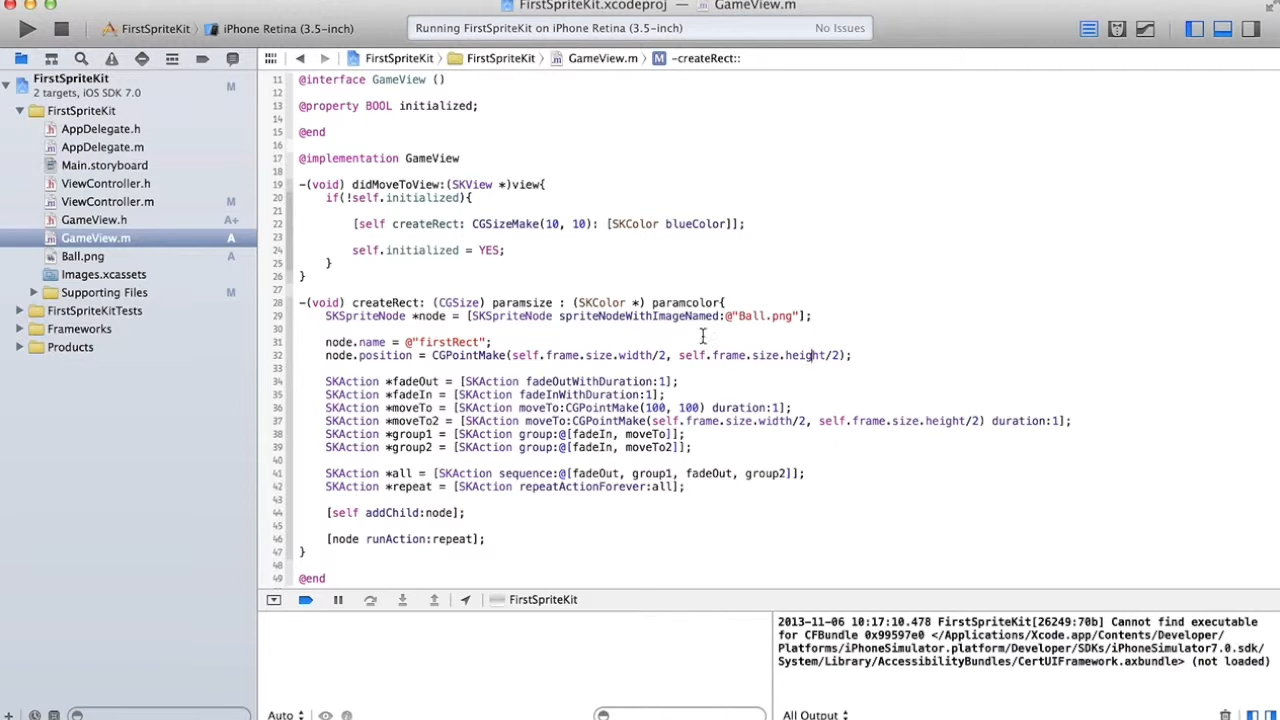 FirstSpriteKit.xcodeproj — GameView.m
FirstSpriteKit iPhone Retina (3.5-inch)
Running FirstSpriteKit on iPhone Retina (3.5-inch) No Issues
FirstSpriteKit FirstSpriteKit GameView.m M -createRect::
FirstSpriteKit M
2 targets, iOS SDK 7.0
FirstSpriteKit
h AppDelegate.h
m AppDelegate.m
Main.storyboard
h ViewController.h
m ViewController.m M
h GameView.h A+
m GameView.m A
Ball.png A
Images.xcassets
Supporting Files M
FirstSpriteKitTests
Frameworks
Products
11 @interface GameView ()
12
13 @property BOOL initialized;
14
15 @end
16
17 @implementation GameView
18
19 -(void) didMoveToView:(SKView *)view{
20 if(!self.initialized){
21
22 [self createRect: CGSizeMake(10, 10): [SKColor blueColor]];
23
24 self.initialized = YES;
25 }
26 }
27
28 -(void) createRect: (CGSize) paramsize : (SKColor *) paramcolor{
29 SKSpriteNode *node = [SKSpriteNode spriteNodeWithImageNamed:@"Ball.png"];
30
31 node.name = @"firstRect";
32 node.position = CGPointMake(self.frame.size.width/2, self.frame.size.height/2);
33
34 SKAction *fadeOut = [SKAction fadeOutWithDuration:1];
35 SKAction *fadeIn = [SKAction fadeInWithDuration:1];
36 SKAction *moveTo = [SKAction moveTo:CGPointMake(100, 100) duration:1];
37 SKAction *moveTo2 = [SKAction moveTo:CGPointMake(self.frame.size.width/2, self.frame.size.height/2) duration:1];
38 SKAction *group1 = [SKAction group:@[fadeIn, moveTo]];
39 SKAction *group2 = [SKAction group:@[fadeIn, moveTo2]];
40
41 SKAction *all = [SKAction sequence:@[fadeOut, group1, fadeOut, group2]];
42 SKAction *repeat = [SKAction repeatActionForever:all];
43
44 [self addChild:node];
45
46 [node runAction:repeat];
47 }
48
49 @end
FirstSpriteKit
2013-11-06 10:17:10.478 FirstSpriteKit[26249:70b] Cannot find executable
for CFBundle 0x99597e0 </Applications/Xcode.app/Contents/Developer/
Platforms/iPhoneSimulator.platform/Developer/SDKs/iPhoneSimulator7.0.sdk/
System/Library/AccessibilityBundles/CertUIFramework.axbundle> (not loaded)
Auto
All Output